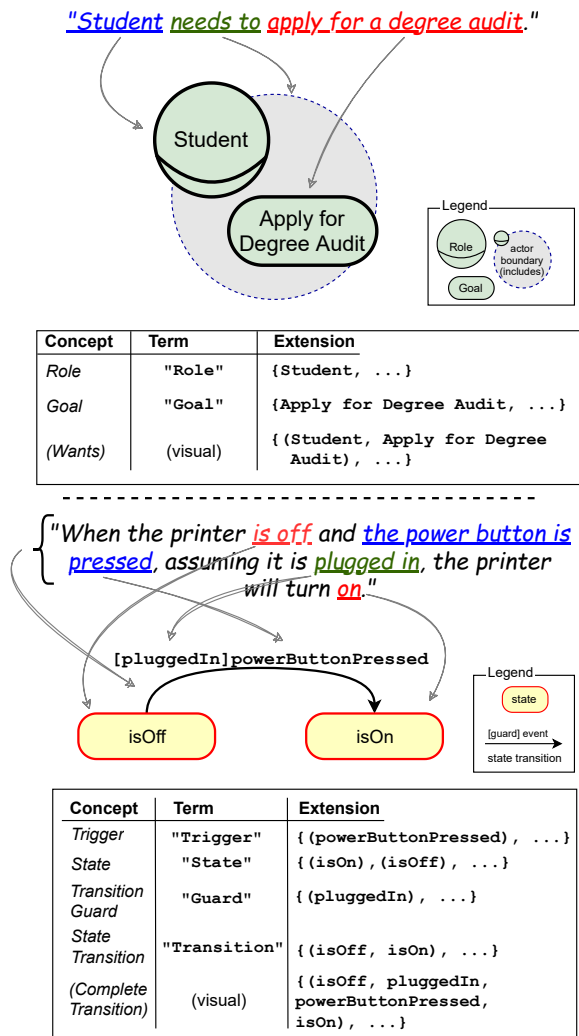 "Student needs to apply for a degree audit."
Student
Apply for
Degree Audit
Legend
Role
actor
boundary
(includes)
Goal
Concept Term Extension
Role "Role" {Student, ...}
Goal "Goal" {Apply for Degree Audit, ...}
(Wants) (visual) {(Student, Apply for Degree
Audit), ...}
"When the printer is off and the power button is
pressed, assuming it is plugged in, the printer
will turn on."
[pluggedIn]powerButtonPressed
isOff
isOn
Legend
state
[guard] event
state transition
Concept Term Extension
Trigger "Trigger" {(powerButtonPressed), ...}
State "State" {(isOn),(isOff), ...}
Transition
Guard "Guard" {(pluggedIn), ...}
State
Transition "Transition" {(isOff, isOn), ...}
(Complete
Transition) (visual) {(isOff, pluggedIn,
powerButtonPressed,
isOn), ...}